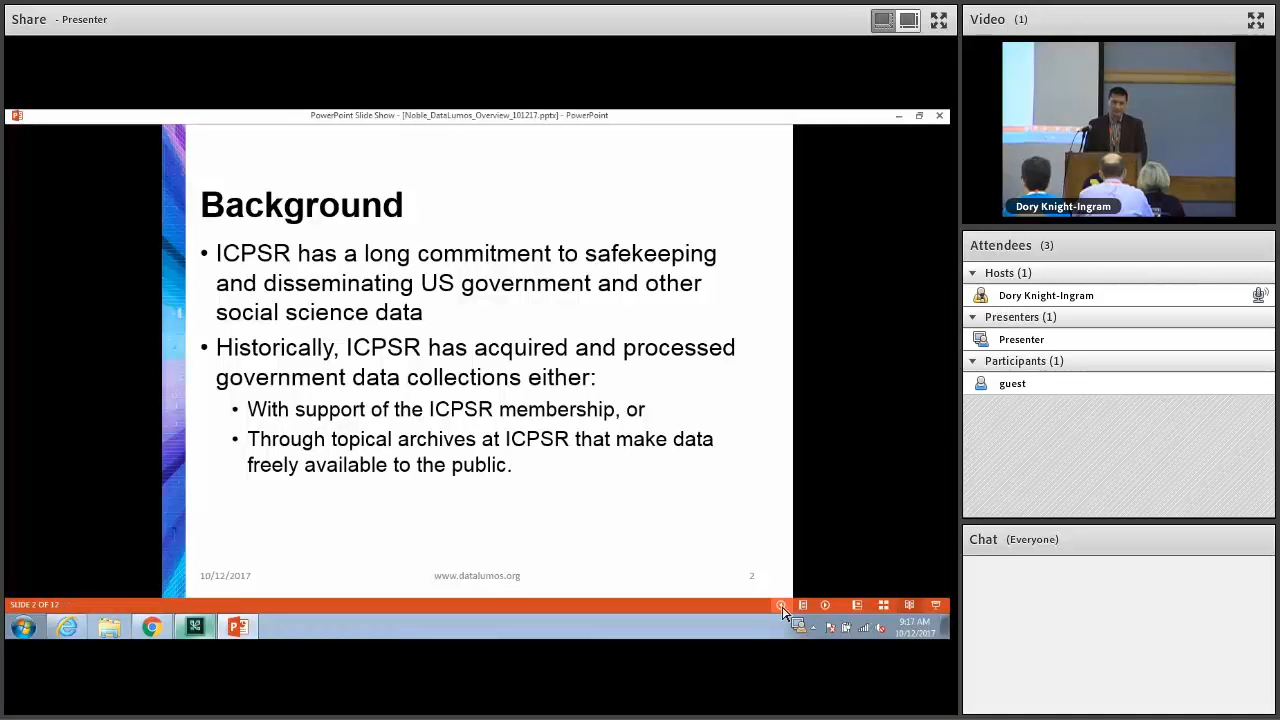 Share - Presenter
PowerPoint Slide Show - [Noble_DataLumos_Overview_101217.pptx] - PowerPoint
Background
• ICPSR has a long commitment to safekeeping
and disseminating US government and other
social science data
• Historically, ICPSR has acquired and processed
government data collections either:
• With support of the ICPSR membership, or
• Through topical archives at ICPSR that make data
freely available to the public.
10/12/2017 www.datalumos.org 2
SLIDE 2 OF 12
9:17 AM
10/12/2017
Video (1)
Dory Knight-Ingram
Attendees (3)
Hosts (1)
Dory Knight-Ingram
Presenters (1)
Presenter
Participants (1)
guest
Chat (Everyone)